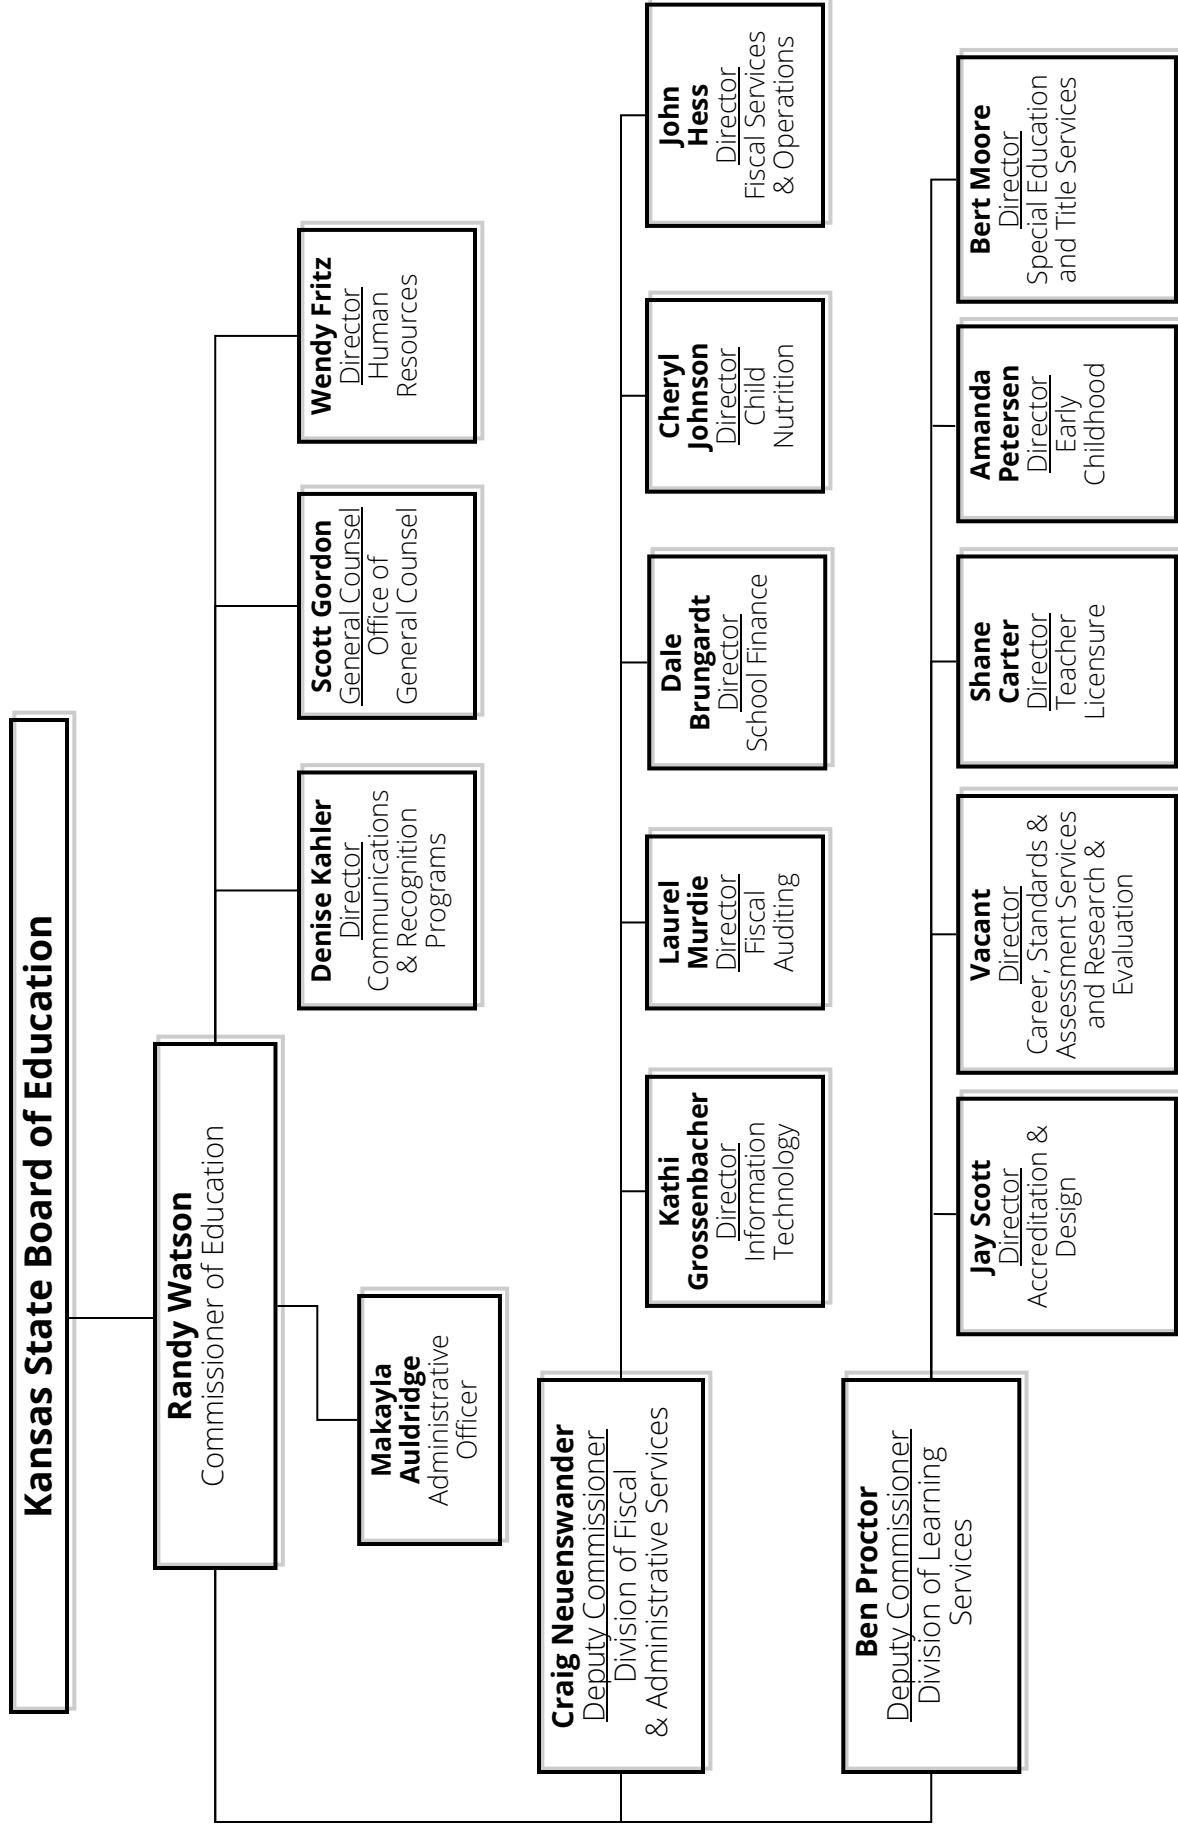 Kansas State Board of Education
Randy Watson
Commissioner of Education
Makayla
Auldridge
Administrative
Officer
Denise Kahler
Director
Communications
& Recognition
Programs
Scott Gordon
General Counsel
Office of
General Counsel
Wendy Fritz
Director
Human
Resources
Craig Neuenswander
Deputy Commissioner
Division of Fiscal
& Administrative Services
Kathi
Grossenbacher
Director
Information
Technology
Laurel
Murdie
Director
Fiscal
Auditing
Dale
Brungardt
Director
School Finance
Cheryl
Johnson
Director
Child
Nutrition
John
Hess
Director
Fiscal Services
& Operations
Ben Proctor
Deputy Commissioner
Division of Learning
Services
Jay Scott
Director
Accreditation &
Design
Vacant
Director
Career, Standards &
Assessment Services
and Research &
Evaluation
Shane
Carter
Director
Teacher
Licensure
Amanda
Petersen
Director
Early
Childhood
Bert Moore
Director
Special Education
and Title Services